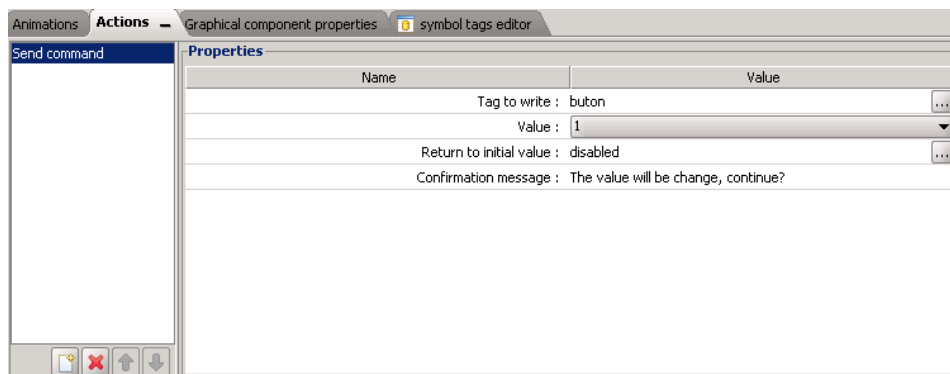 Animations Actions Graphical component properties symbol tags editor
Send command
Properties
Name Value
Tag to write : buton ...
Value : 1
Return to initial value : disabled ...
Confirmation message : The value will be change, continue?